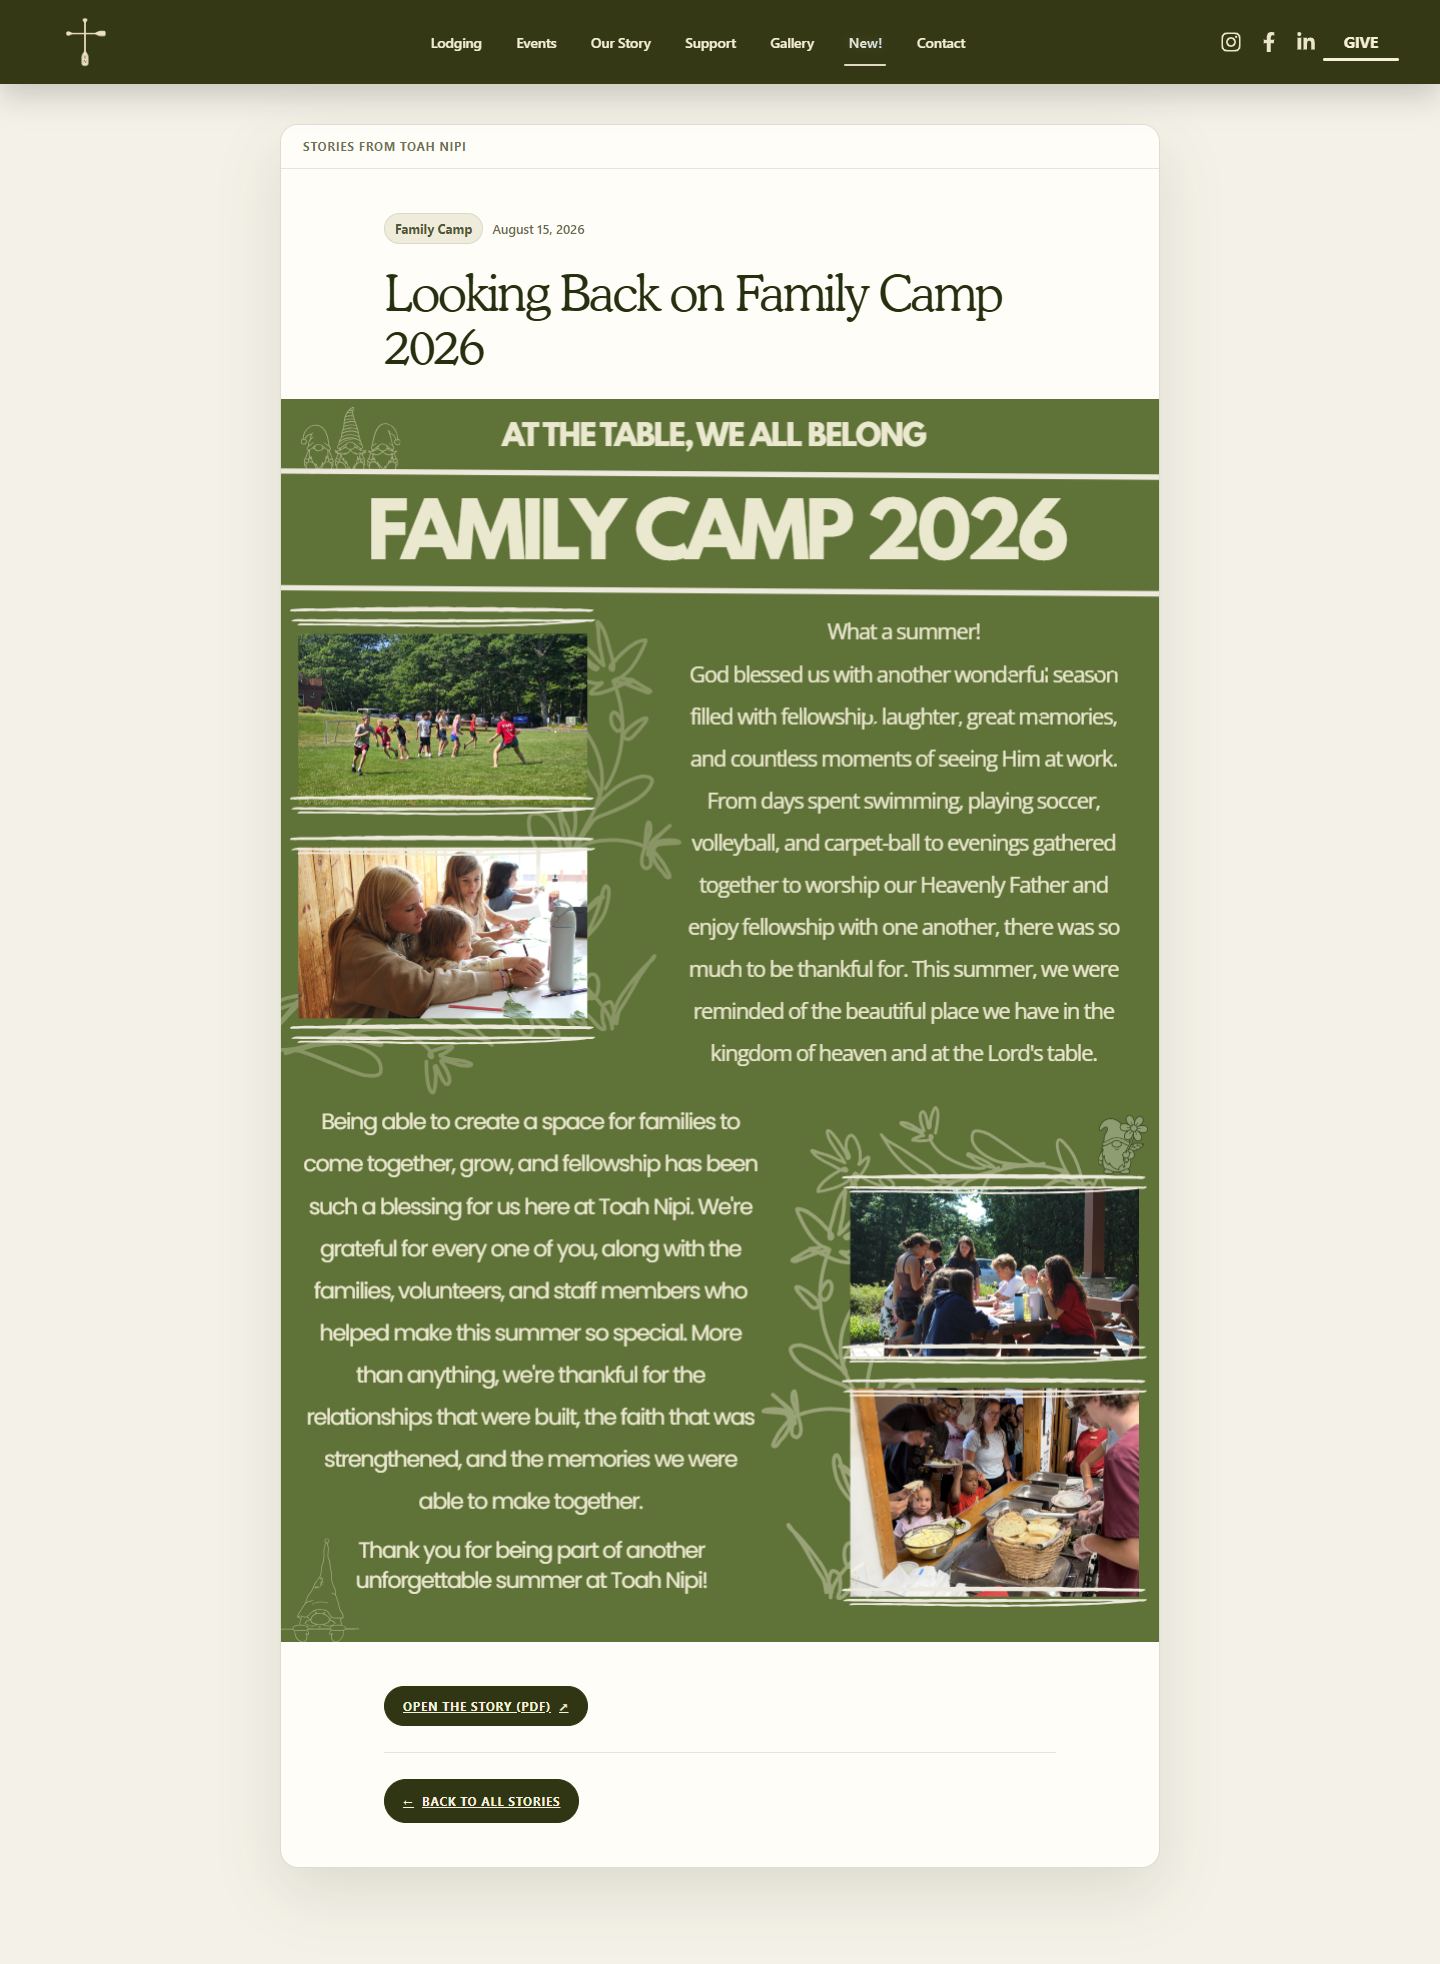 Lodging
Events
Our Story
Support
Gallery
New!
Contact
GIVE
STORIES FROM TOAH NIPI
Family Camp
August 15, 2026
Looking Back on Family Camp
2026
AT THE TABLE, WE ALL BELONG
FAMILY CAMP 2026
What a summer!
God blessed us with another wonderful season
filled with fellowship, laughter, great memories,
and countless moments of seeing Him at work.
From days spent swimming, playing soccer,
volleyball, and carpet-ball to evenings gathered
together to worship our Heavenly Father and
enjoy fellowship with one another, there was so
much to be thankful for. This summer, we were
reminded of the beautiful place we have in the
kingdom of heaven and at the Lord's table.
Being able to create a space for families to
come together, grow, and fellowship has been
such a blessing for us here at Toah Nipi. We're
grateful for every one of you, along with the
families, volunteers, and staff members who
helped make this summer so special. More
than anything, we're thankful for the
relationships that were built, the faith that was
strengthened, and the memories we were
able to make together.
Thank you for being part of another
unforgettable summer at Toah Nipi!
OPEN THE STORY (PDF) ↗
← BACK TO ALL STORIES